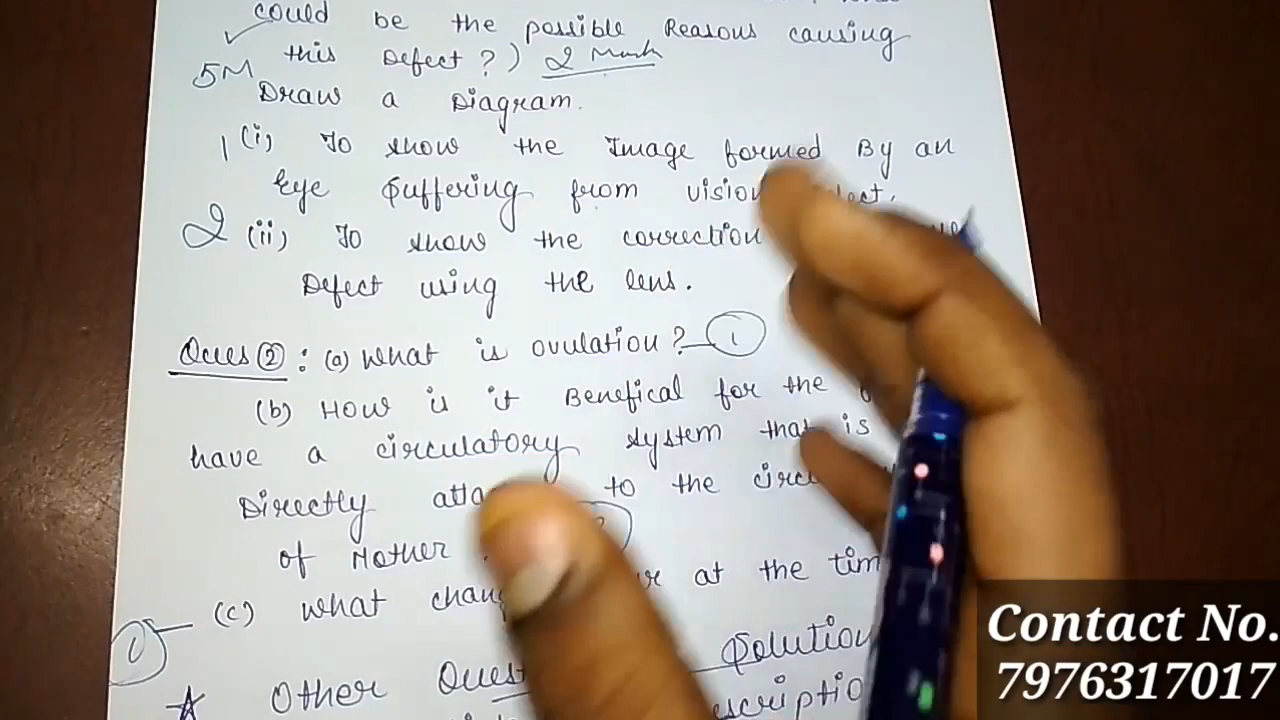 could be the possible Reasons causing
this Defect ? ) 2 Mark
5M
Draw a Diagram.
1 (i) To show the Image formed By an
Eye Suffering from vision
2 (ii) To show the correction
Defect using the lens.
Ques ② : (a) What is ovulation ? — 1
(b) How is it Benefical for the
have a circulatory system that is
Directly to the
of Mother
1 — (c) What at the
★ Other Solution
Contact No.
7976317017